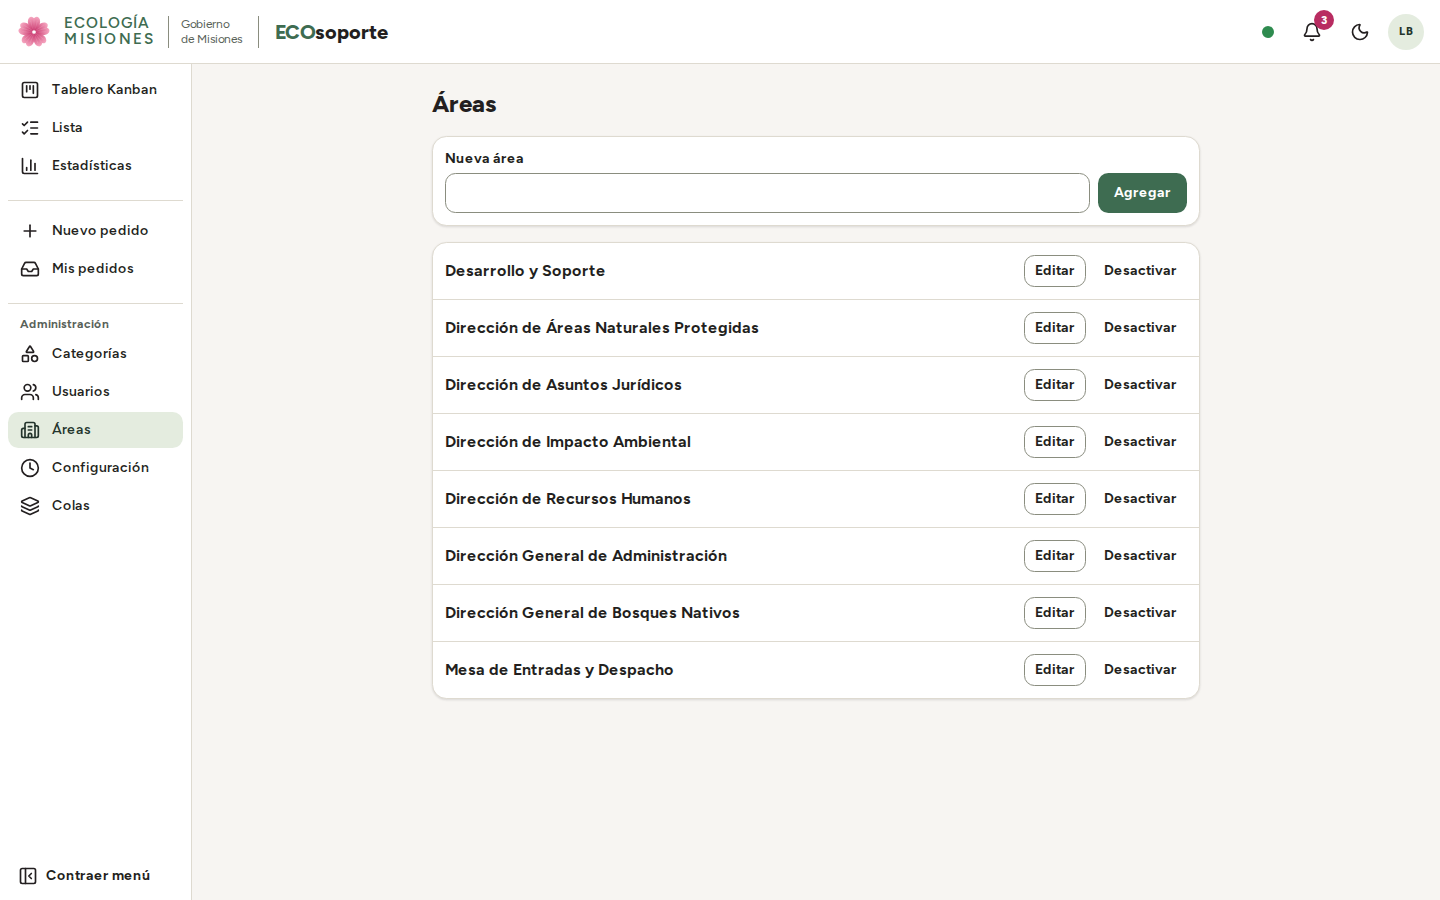 ECOLOGÍA
MISIONES
Gobierno
de Misiones
ECOsoporte
3
LB
Tablero Kanban
Lista
Estadísticas
Nuevo pedido
Mis pedidos
Administración
Categorías
Usuarios
Áreas
Configuración
Colas
Contraer menú
Áreas
Nueva área
Agregar
Desarrollo y Soporte Editar Desactivar
Dirección de Áreas Naturales Protegidas Editar Desactivar
Dirección de Asuntos Jurídicos Editar Desactivar
Dirección de Impacto Ambiental Editar Desactivar
Dirección de Recursos Humanos Editar Desactivar
Dirección General de Administración Editar Desactivar
Dirección General de Bosques Nativos Editar Desactivar
Mesa de Entradas y Despacho Editar Desactivar